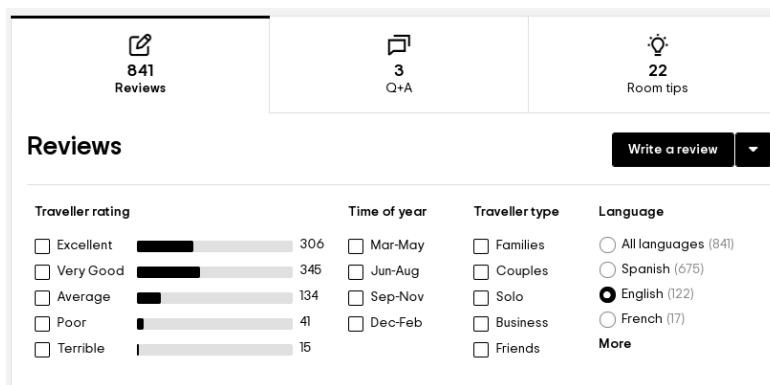 841
Reviews
3
Q+A
22
Room tips
Reviews
Write a review
Traveller rating
Excellent 306
Very Good 345
Average 134
Poor 41
Terrible 15
Time of year
Mar-May
Jun-Aug
Sep-Nov
Dec-Feb
Traveller type
Families
Couples
Solo
Business
Friends
Language
All languages (841)
Spanish (675)
English (122)
French (17)
More